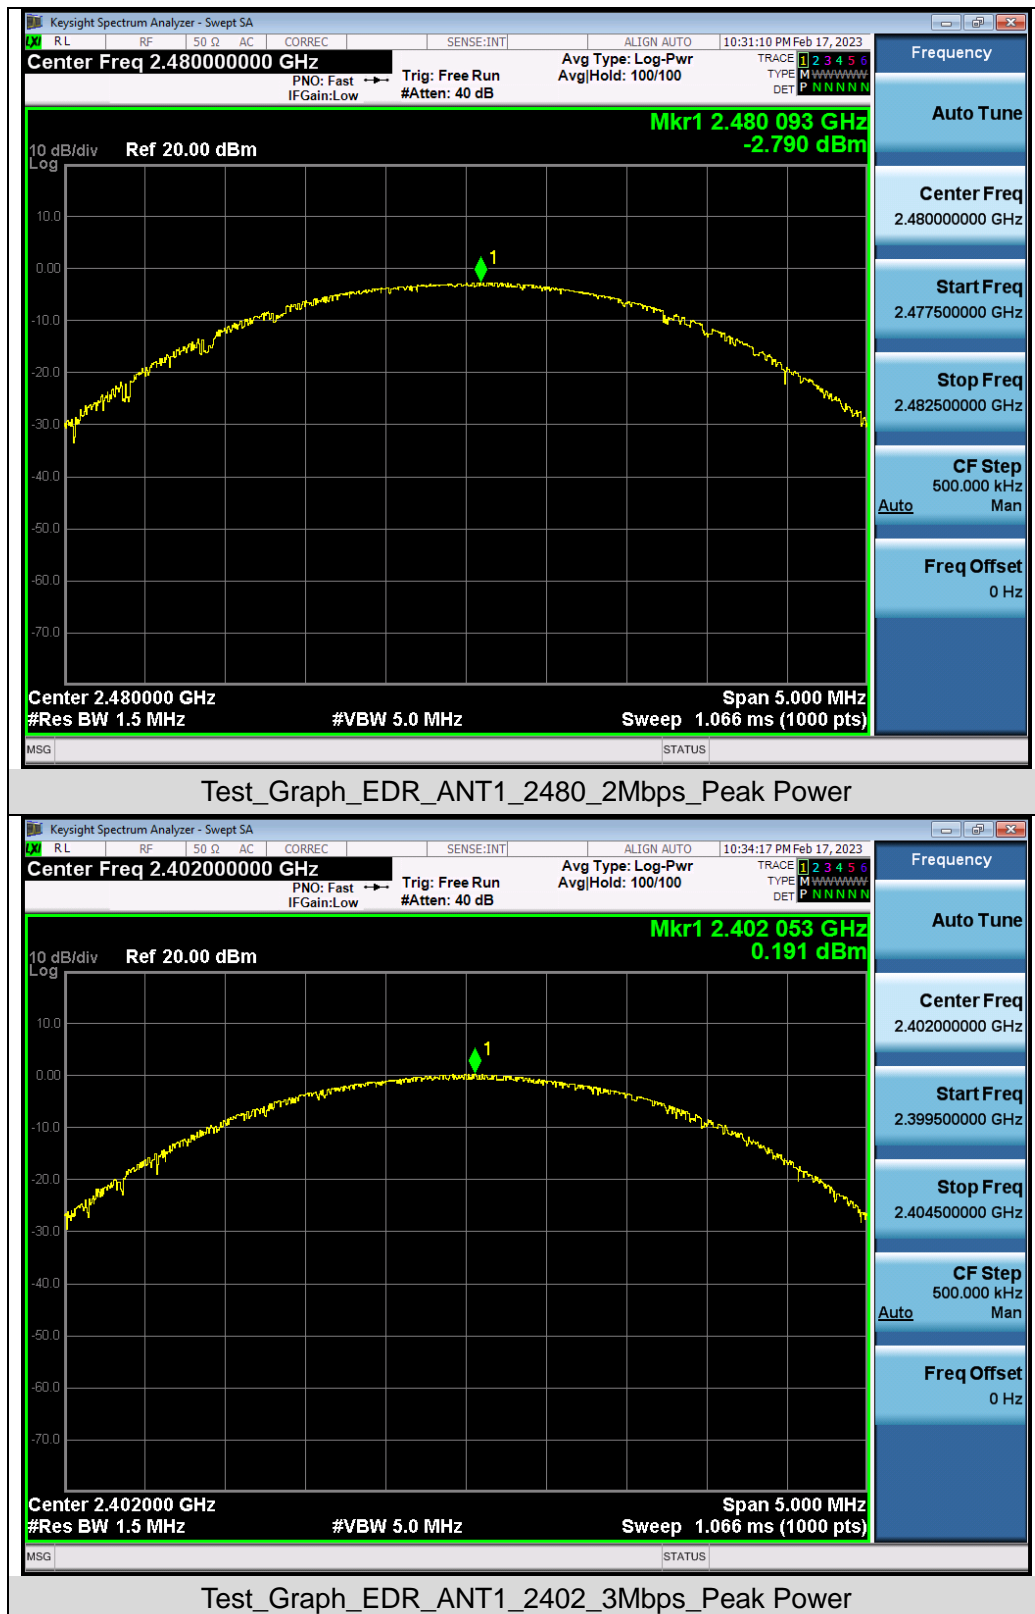 Keysight Spectrum Analyzer - Swept SA
LXI RL RF 50 Ω AC CORREC SENSE:INT ALIGN AUTO 10:31:10 PM Feb 17, 2023
Center Freq 2.480000000 GHz
PNO: Fast
IFGain:Low
Trig: Free Run
#Atten: 40 dB
Avg Type: Log-Pwr
Avg|Hold: 100/100
TRACE 1 2 3 4 5 6
TYPE M WWWWW
DET P N N N N N
Mkr1 2.480 093 GHz
-2.790 dBm
10 dB/div Ref 20.00 dBm
Log
10.0
0.00
-10.0
-20.0
-30.0
-40.0
-50.0
-60.0
-70.0
1
Center 2.480000 GHz Span 5.000 MHz
#Res BW 1.5 MHz #VBW 5.0 MHz Sweep 1.066 ms (1000 pts)
MSG STATUS
Frequency
Auto Tune
Center Freq
2.480000000 GHz
Start Freq
2.477500000 GHz
Stop Freq
2.482500000 GHz
CF Step
500.000 kHz
Auto Man
Freq Offset
0 Hz
Test_Graph_EDR_ANT1_2480_2Mbps_Peak Power
Keysight Spectrum Analyzer - Swept SA
LXI RL RF 50 Ω AC CORREC SENSE:INT ALIGN AUTO 10:34:17 PM Feb 17, 2023
Center Freq 2.402000000 GHz
PNO: Fast
IFGain:Low
Trig: Free Run
#Atten: 40 dB
Avg Type: Log-Pwr
Avg|Hold: 100/100
TRACE 1 2 3 4 5 6
TYPE M WWWWW
DET P N N N N N
Mkr1 2.402 053 GHz
0.191 dBm
10 dB/div Ref 20.00 dBm
Log
10.0
0.00
-10.0
-20.0
-30.0
-40.0
-50.0
-60.0
-70.0
1
Center 2.402000 GHz Span 5.000 MHz
#Res BW 1.5 MHz #VBW 5.0 MHz Sweep 1.066 ms (1000 pts)
MSG STATUS
Frequency
Auto Tune
Center Freq
2.402000000 GHz
Start Freq
2.399500000 GHz
Stop Freq
2.404500000 GHz
CF Step
500.000 kHz
Auto Man
Freq Offset
0 Hz
Test_Graph_EDR_ANT1_2402_3Mbps_Peak Power